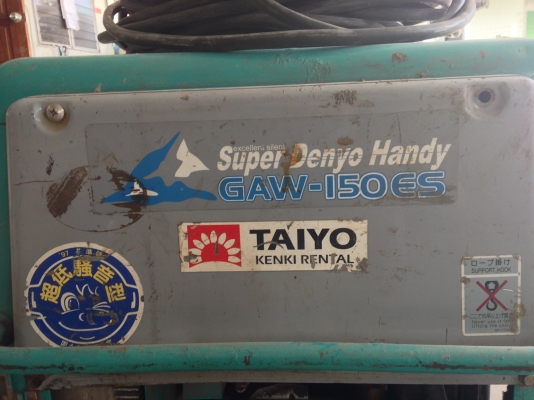 excellent silent
Super Denyo Handy
GAW-150ES
TAIYO
KENKI RENTAL
'97
超低騒音型
ロープ掛け
SUPPORT HOOK